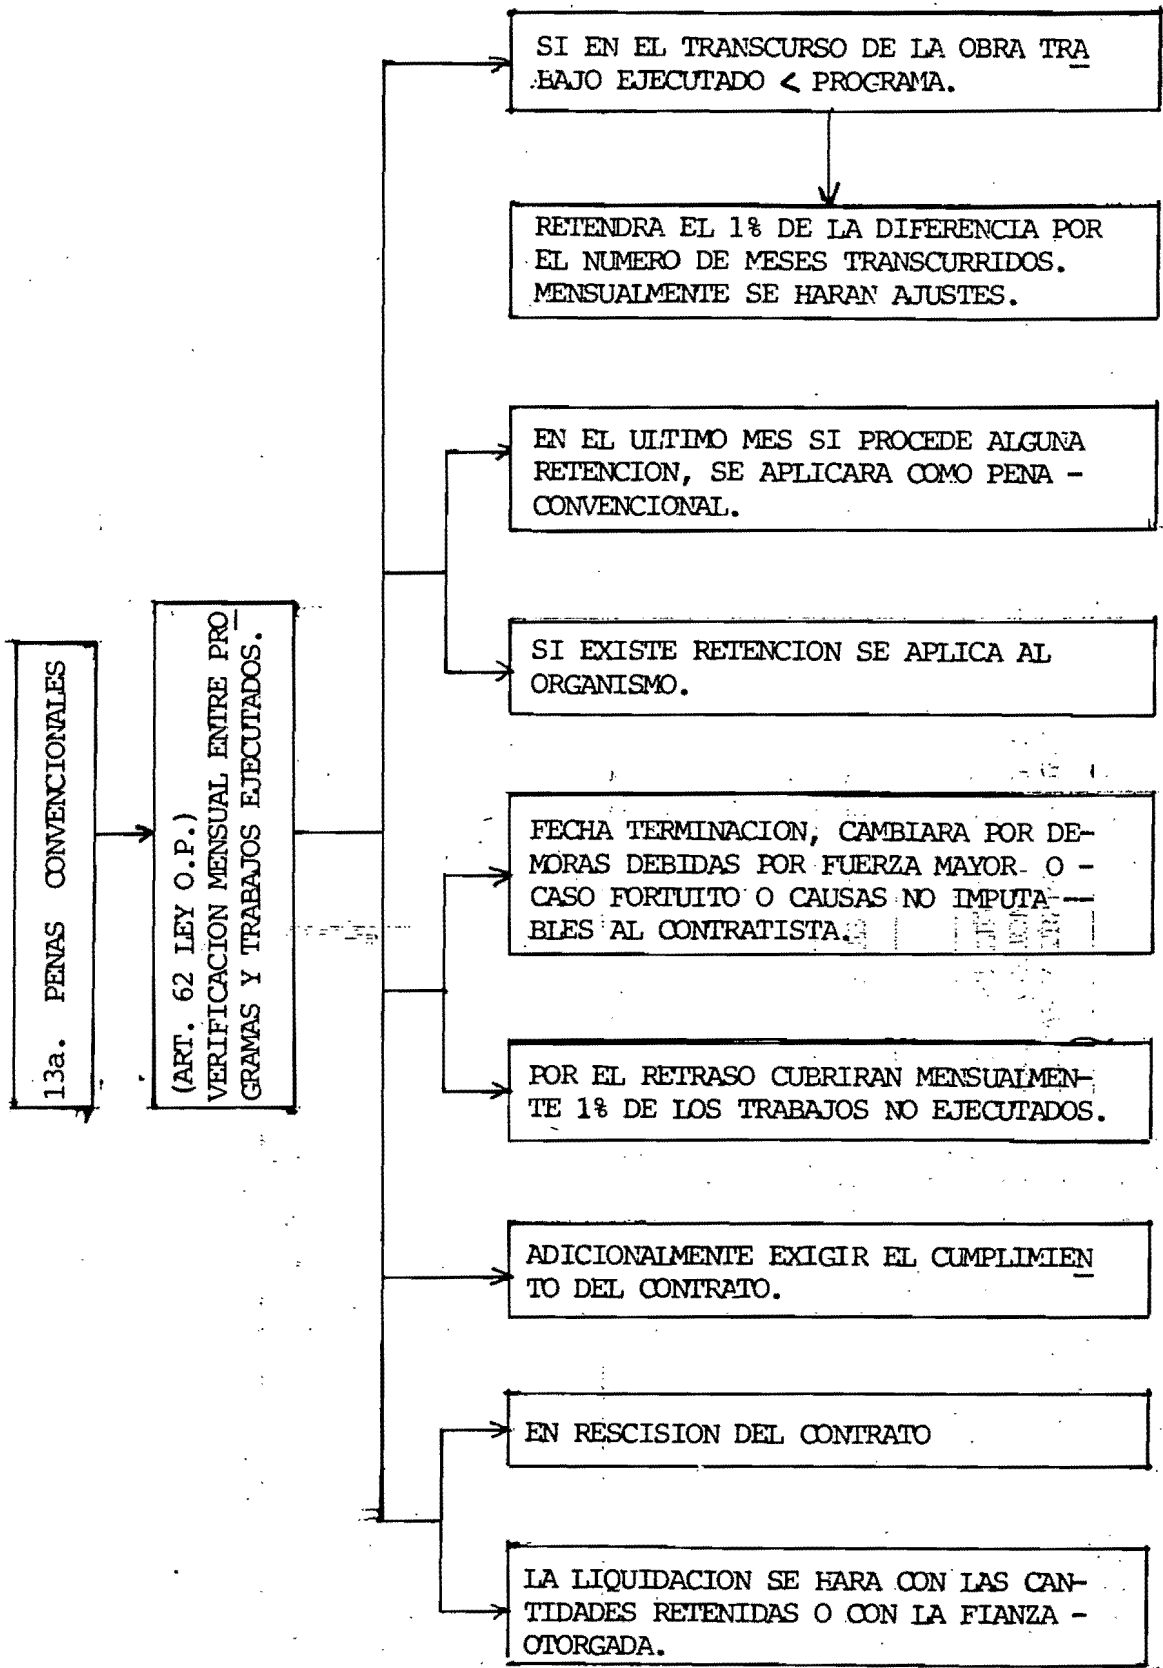 13a. PENAS CONVENCIONALES
(ART. 62 LEY O.P.)
VERIFICACION MENSUAL ENTRE PRO
GRAMAS Y TRABAJOS EJECUTADOS.
SI EN EL TRANSCURSO DE LA OBRA TRA
BAJO EJECUTADO < PROGRAMA.
RETENDRA EL 1% DE LA DIFERENCIA POR
EL NUMERO DE MESES TRANSCURRIDOS.
MENSUALMENTE SE HARAN AJUSTES.
EN EL ULTIMO MES SI PROCEDE ALGUNA
RETENCION, SE APLICARA COMO PENA -
CONVENCIONAL.
SI EXISTE RETENCION SE APLICA AL
ORGANISMO.
FECHA TERMINACION, CAMBIARA POR DE-
MORAS DEBIDAS POR FUERZA MAYOR- O -
CASO FORTUITO O CAUSAS NO IMPUTA---
BLES AL CONTRATISTA.
POR EL RETRASO CUBRIRAN MENSUALMEN-
TE 1% DE LOS TRABAJOS NO EJECUTADOS.
ADICIONALMENTE EXIGIR EL CUMPLIMIEN
TO DEL CONTRATO.
EN RESCISION DEL CONTRATO
LA LIQUIDACION SE HARA CON LAS CAN-
TIDADES RETENIDAS O CON LA FIANZA -
OTORGADA.